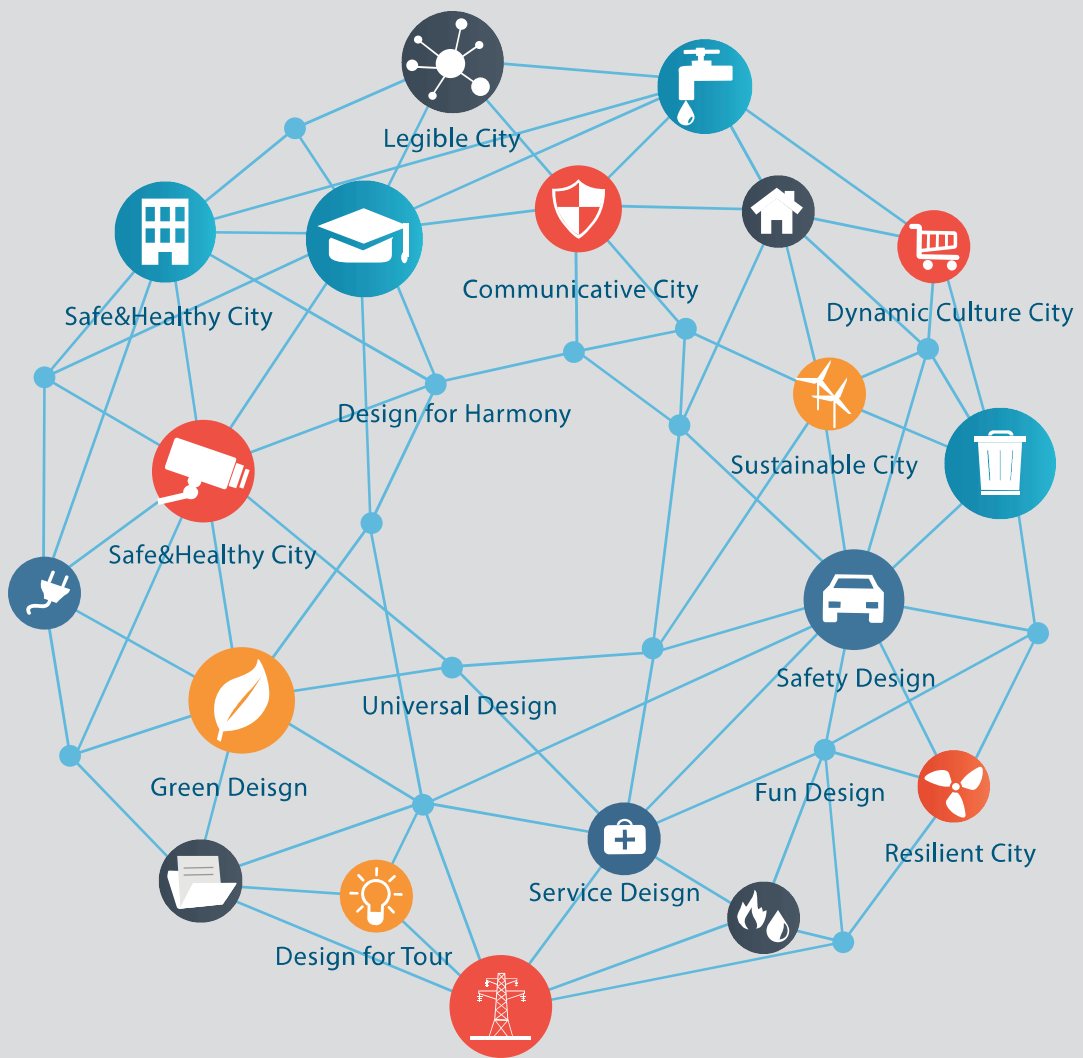 Legible City
Communicative City
Safe&Healthy City
Dynamic Culture City
Design for Harmony
Sustainable City
Safe&Healthy City
Safety Design
Universal Design
Green Deisgn
Fun Design
Resilient City
Service Deisgn
Design for Tour